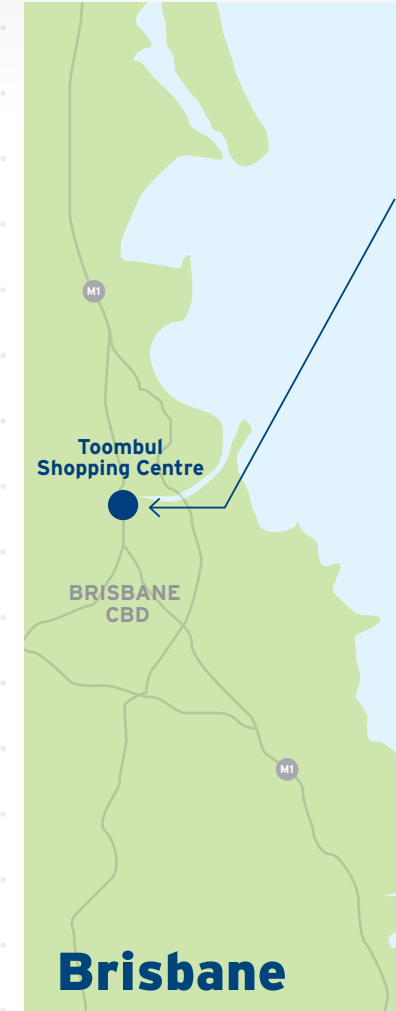 M1
Toombul
Shopping Centre
BRISBANE
CBD
M1
Brisbane